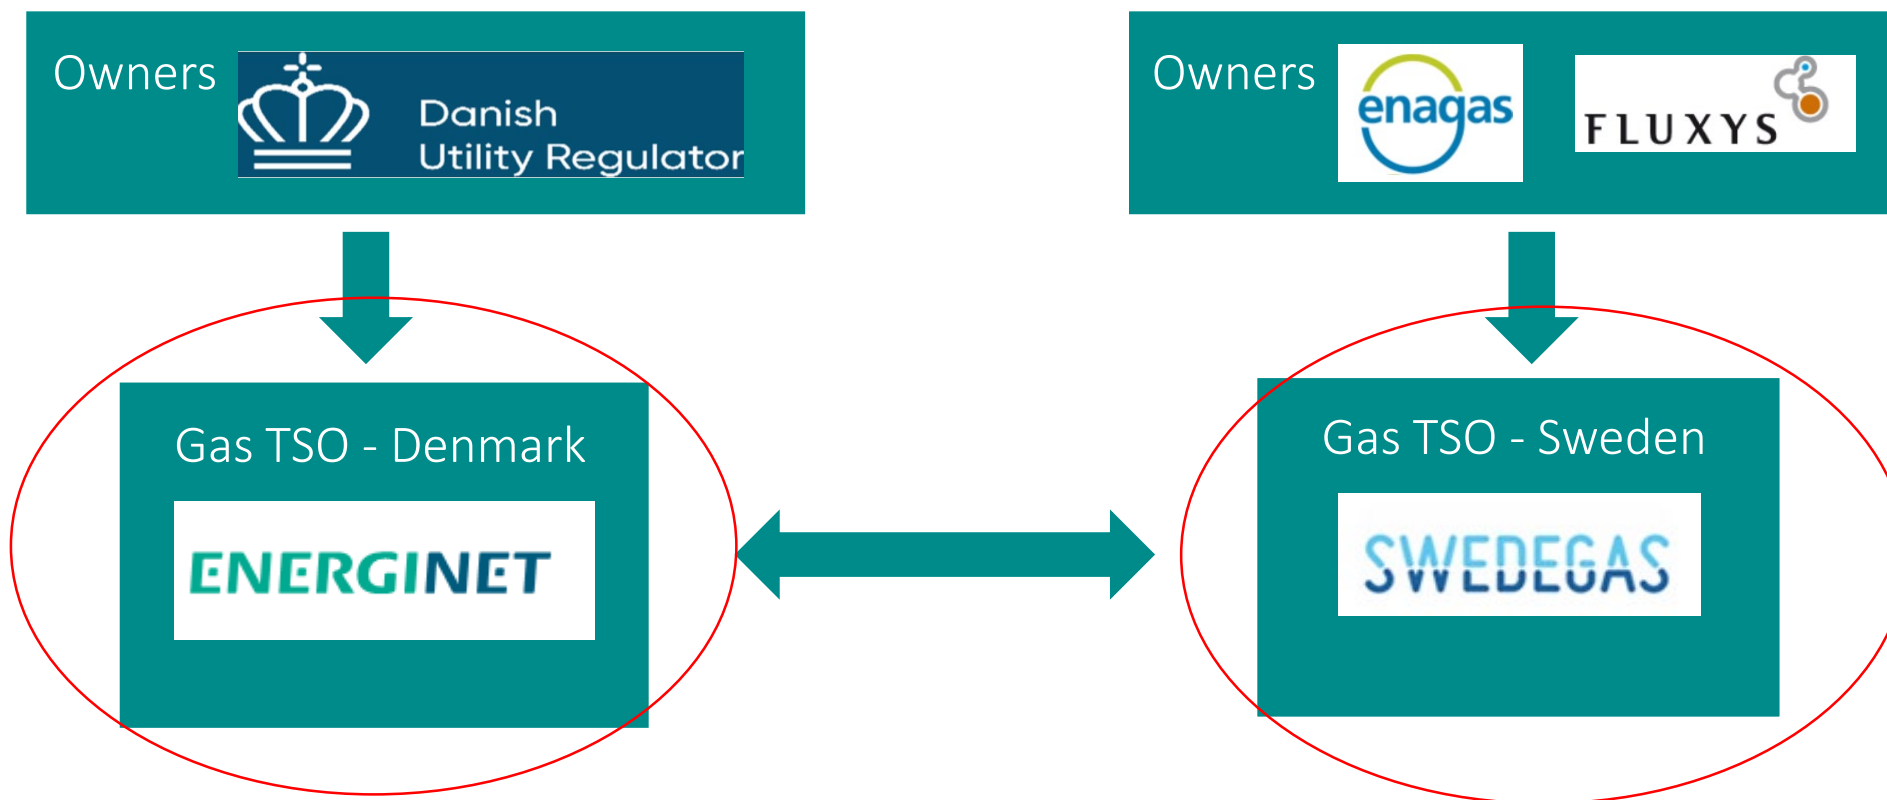 Owners
Danish
Utility Regulator
Owners
enagas
FLUXYS
Gas TSO - Denmark
ENERGINET
Gas TSO - Sweden
SWEDEGAS